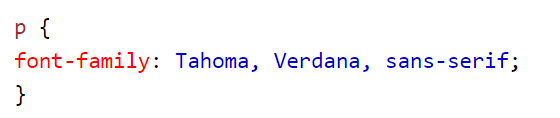 p {
font-family: Tahoma, Verdana, sans-serif;
}